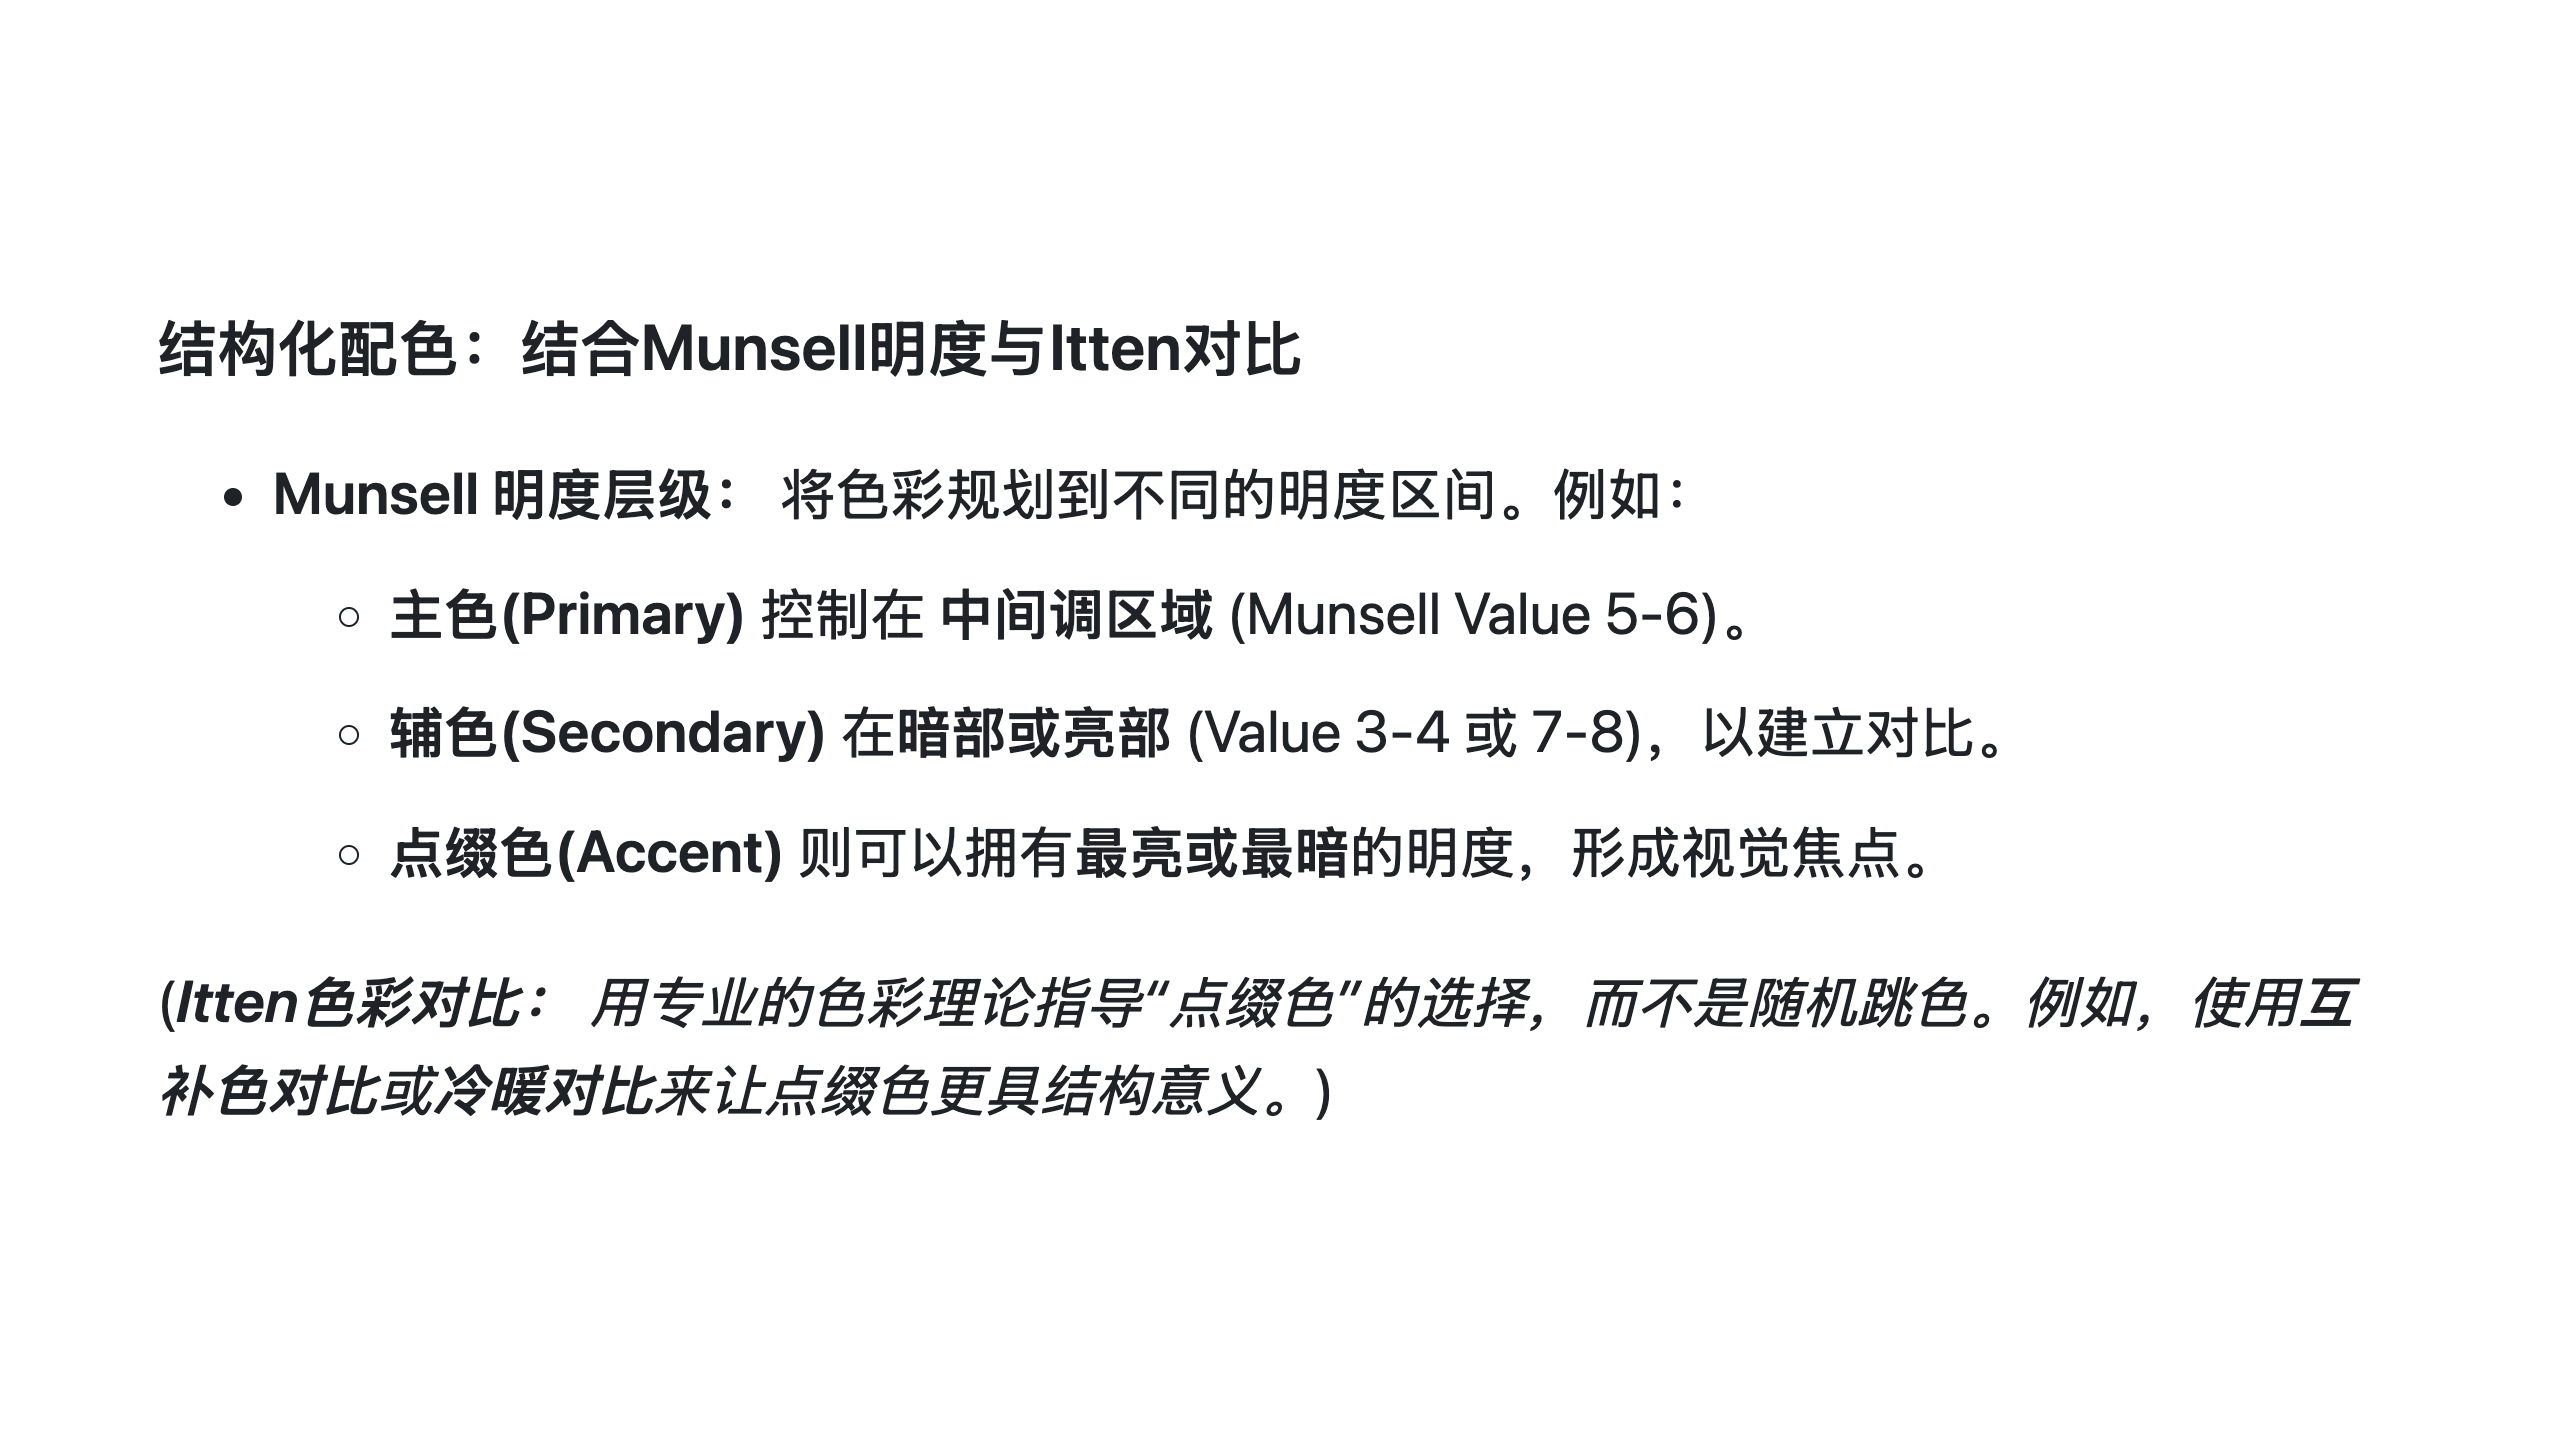 结构化配色：结合Munsell明度与Itten对比
• Munsell 明度层级： 将色彩规划到不同的明度区间。例如：
○ 主色(Primary) 控制在 中间调区域 (Munsell Value 5-6)。
○ 辅色(Secondary) 在暗部或亮部 (Value 3-4 或 7-8)，以建立对比。
○ 点缀色(Accent) 则可以拥有最亮或最暗的明度，形成视觉焦点。
(Itten色彩对比： 用专业的色彩理论指导“点缀色”的选择，而不是随机跳色。例如，使用互
补色对比或冷暖对比来让点缀色更具结构意义。)